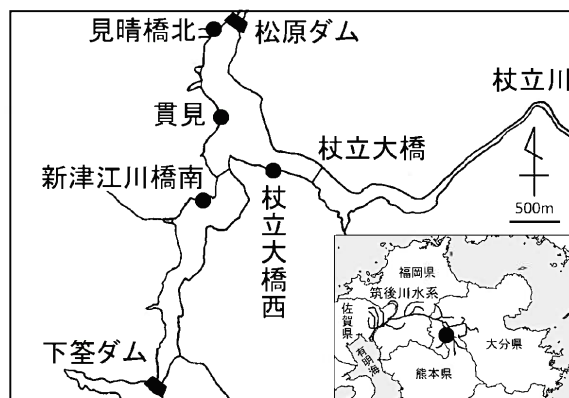 見晴橋北
松原ダム
杖立川
貫見
杖立大橋
新津江川橋南
杖立大橋西
500m
下筌ダム
福岡県
筑後川水系
佐賀県
有明海
大分県
熊本県